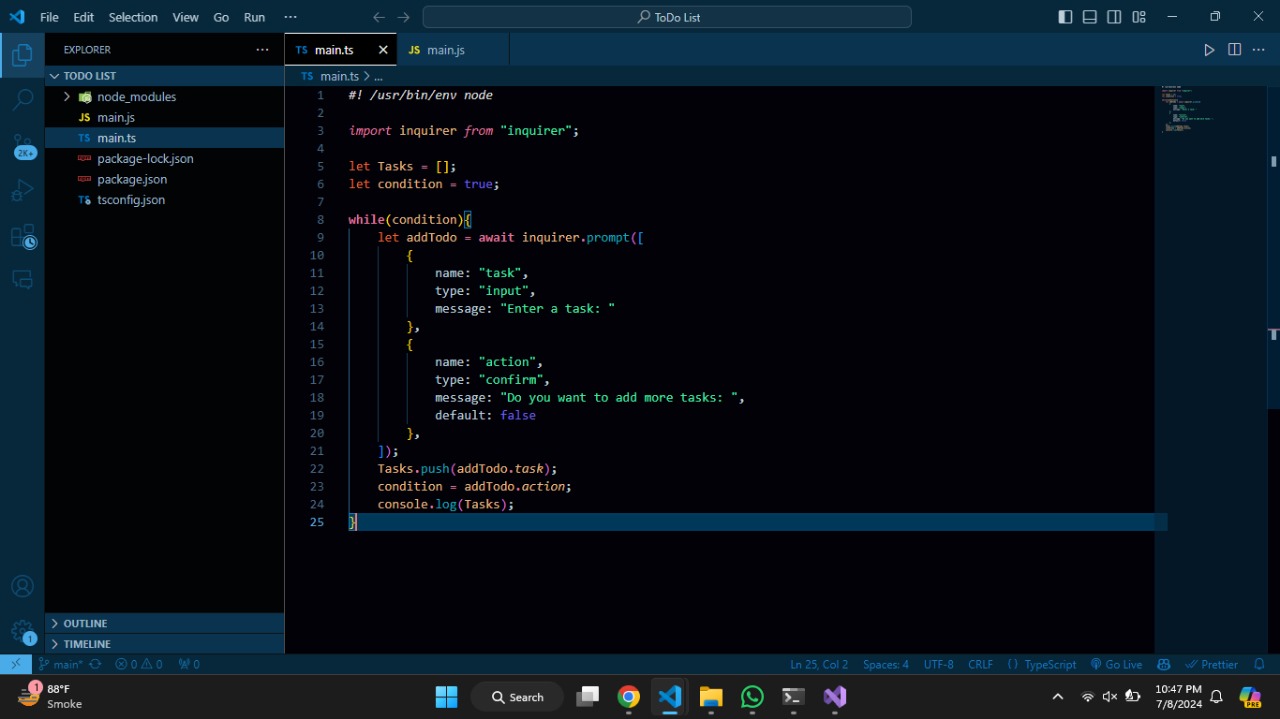 File Edit Selection View Go Run ···
ToDo List
EXPLORER
TS main.ts
JS main.js
TODO LIST
TS main.ts > ...
node_modules
JS main.js
TS main.ts
package-lock.json
package.json
TS tsconfig.json
2K+
1 #! /usr/bin/env node
2
3 import inquirer from "inquirer";
4
5 let Tasks = [];
6 let condition = true;
7
8 while(condition){
9 let addTodo = await inquirer.prompt([
10 {
11 name: "task",
12 type: "input",
13 message: "Enter a task: "
14 },
15 {
16 name: "action",
17 type: "confirm",
18 message: "Do you want to add more tasks: ",
19 default: false
20 },
21 ]);
22 Tasks.push(addTodo.task);
23 condition = addTodo.action;
24 console.log(Tasks);
25 }
OUTLINE
1
TIMELINE
main* 0 0 0 Ln 25, Col 2 Spaces: 4 UTF-8 CRLF {} TypeScript Go Live Prettier
1
88°F
Smoke
Search
10:47 PM
7/8/2024
PRE